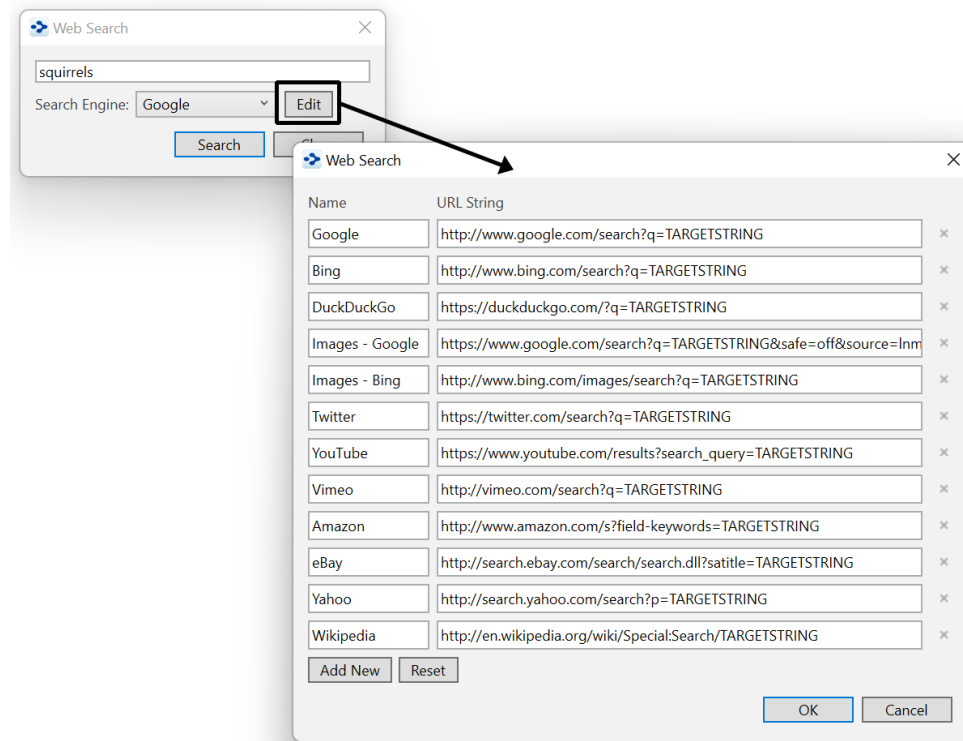 Web Search
squirrels
Search Engine: Google Edit
Search
Web Search
Name URL String
Google http://www.google.com/search?q=TARGETSTRING
Bing http://www.bing.com/search?q=TARGETSTRING
DuckDuckGo https://duckduckgo.com/?q=TARGETSTRING
Images - Google https://www.google.com/search?q=TARGETSTRING&safe=off&source=lnm
Images - Bing http://www.bing.com/images/search?q=TARGETSTRING
Twitter https://twitter.com/search?q=TARGETSTRING
YouTube https://www.youtube.com/results?search_query=TARGETSTRING
Vimeo http://vimeo.com/search?q=TARGETSTRING
Amazon http://www.amazon.com/s?field-keywords=TARGETSTRING
eBay http://search.ebay.com/search/search.dll?satitle=TARGETSTRING
Yahoo http://search.yahoo.com/search?p=TARGETSTRING
Wikipedia http://en.wikipedia.org/wiki/Special:Search/TARGETSTRING
Add New Reset
OK Cancel